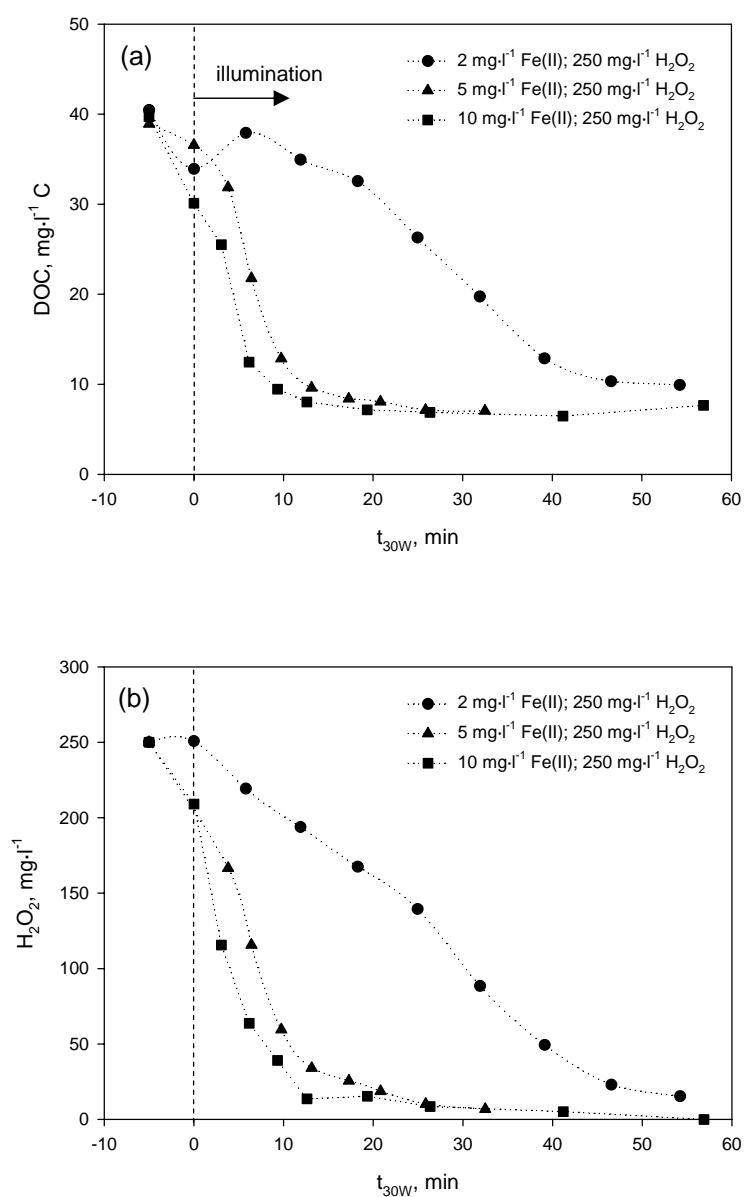 (a)
illumination
2 mg·l⁻¹ Fe(II); 250 mg·l⁻¹ H₂O₂
5 mg·l⁻¹ Fe(II); 250 mg·l⁻¹ H₂O₂
10 mg·l⁻¹ Fe(II); 250 mg·l⁻¹ H₂O₂
DOC, mg·l⁻¹ C
50
40
30
20
10
0
-10 0 10 20 30 40 50 60
t₃₀W, min
(b)
2 mg·l⁻¹ Fe(II); 250 mg·l⁻¹ H₂O₂
5 mg·l⁻¹ Fe(II); 250 mg·l⁻¹ H₂O₂
10 mg·l⁻¹ Fe(II); 250 mg·l⁻¹ H₂O₂
H₂O₂, mg·l⁻¹
300
250
200
150
100
50
0
-10 0 10 20 30 40 50 60
t₃₀W, min